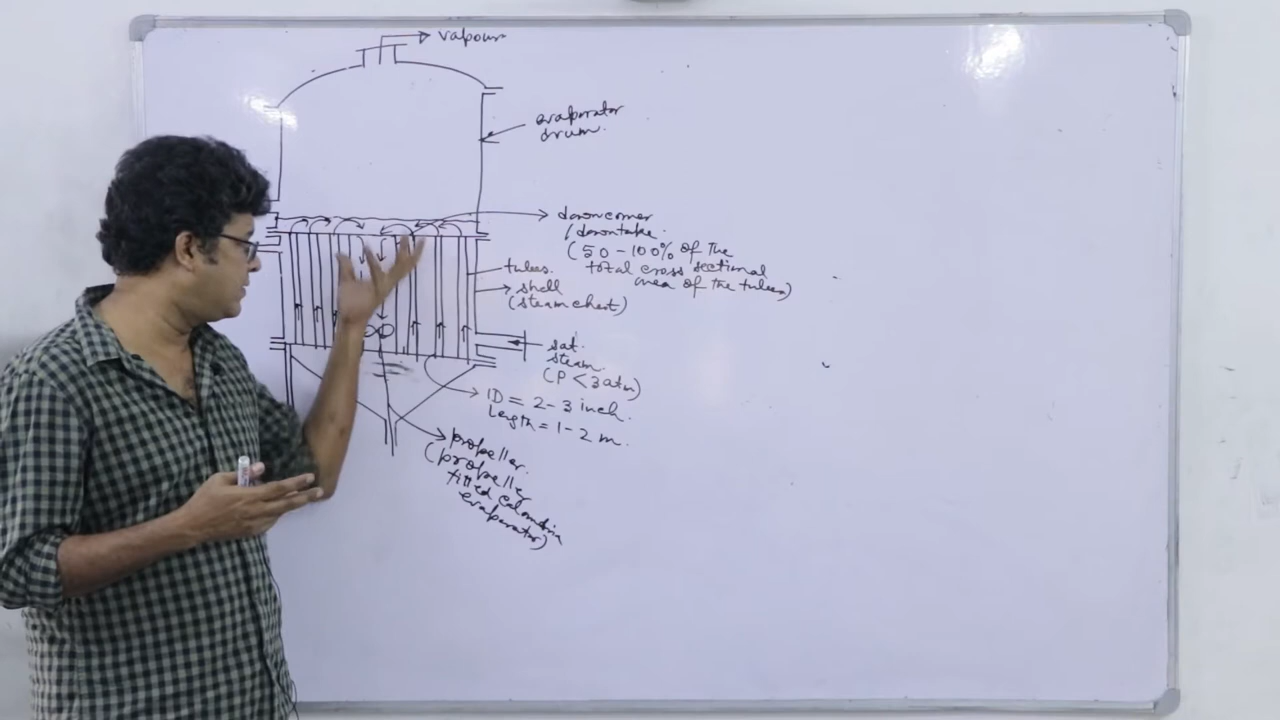 vapour
evaporator
drum.
downcomer
/downtake.
(50-100% of the
total cross sectional
area of the tubes)
tubes.
shell
(steam chest)
sat.
steam.
(P < 3 atm)
ID = 2-3 inch.
Length = 1-2 m.
propeller.
(propeller
fitted calandria
evaporator)